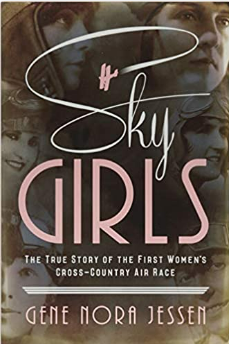 Sky
GIRLS
THE TRUE STORY OF THE FIRST WOMEN'S
CROSS-COUNTRY AIR RACE
GENE NORA JESSEN